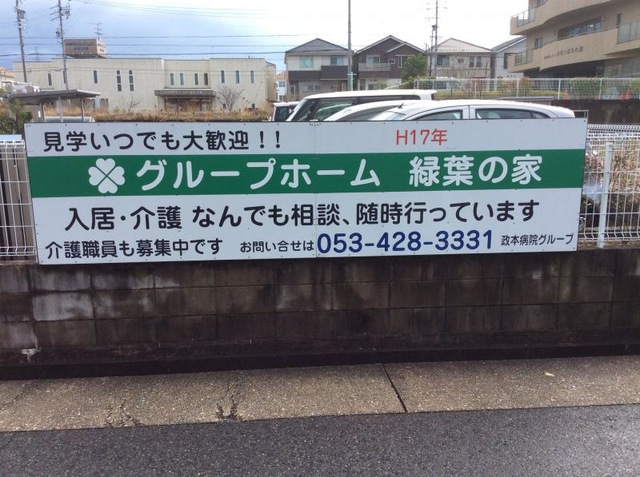 見学いつでも大歓迎!!
H17年
グループホーム 緑葉の家
入居・介護 なんでも相談、随時行っています
介護職員も募集中です お問い合せは053-428-3331 政本病院グループ